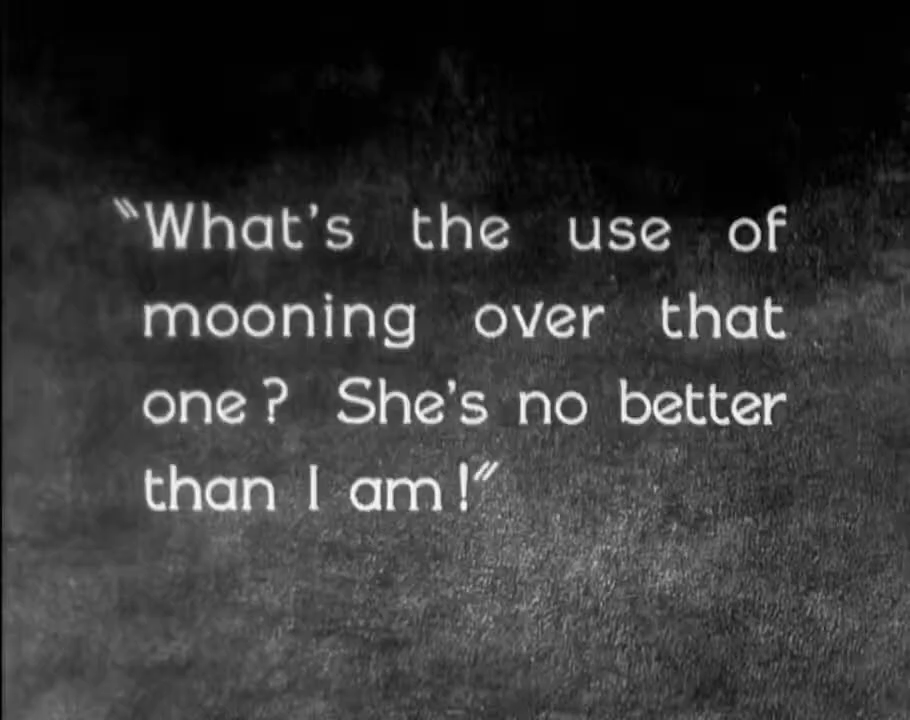 "What's the use of
mooning over that
one? She's no better
than I am!"